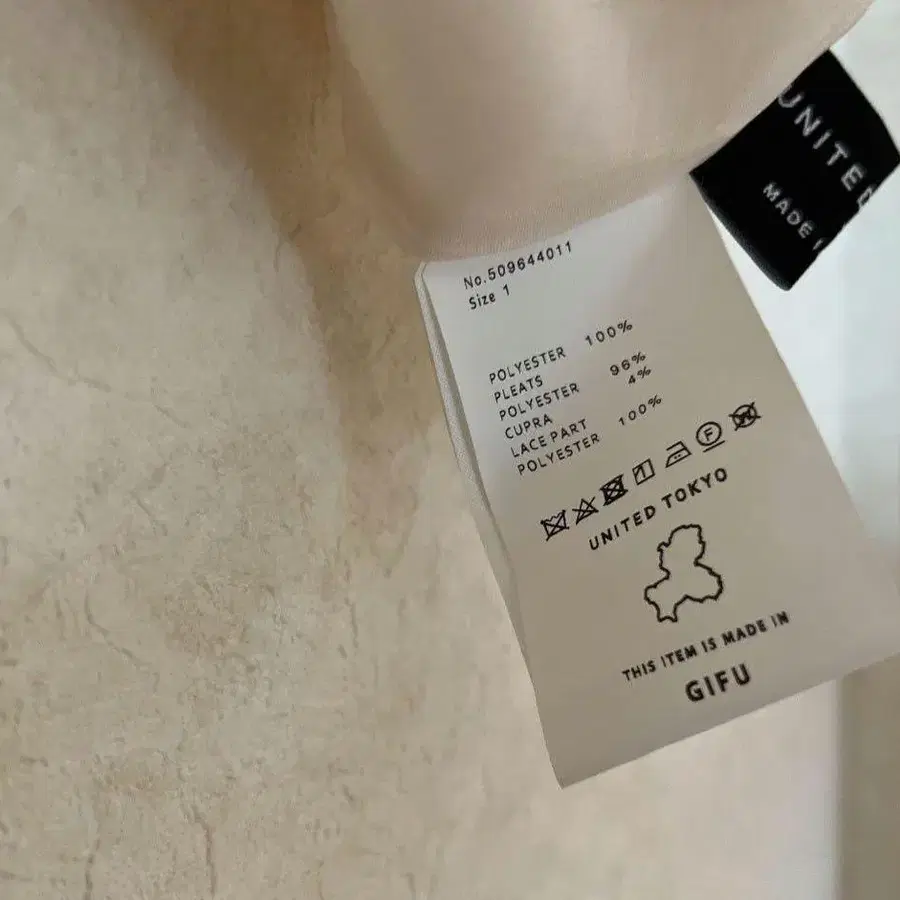 UNITED
MADE
No.509644011
Size 1
POLYESTER 100%
PLEATS
POLYESTER 96%
CUPRA 4%
LACE PART
POLYESTER 100%
F
W
UNITED TOKYO
THIS ITEM IS MADE IN
GIFU